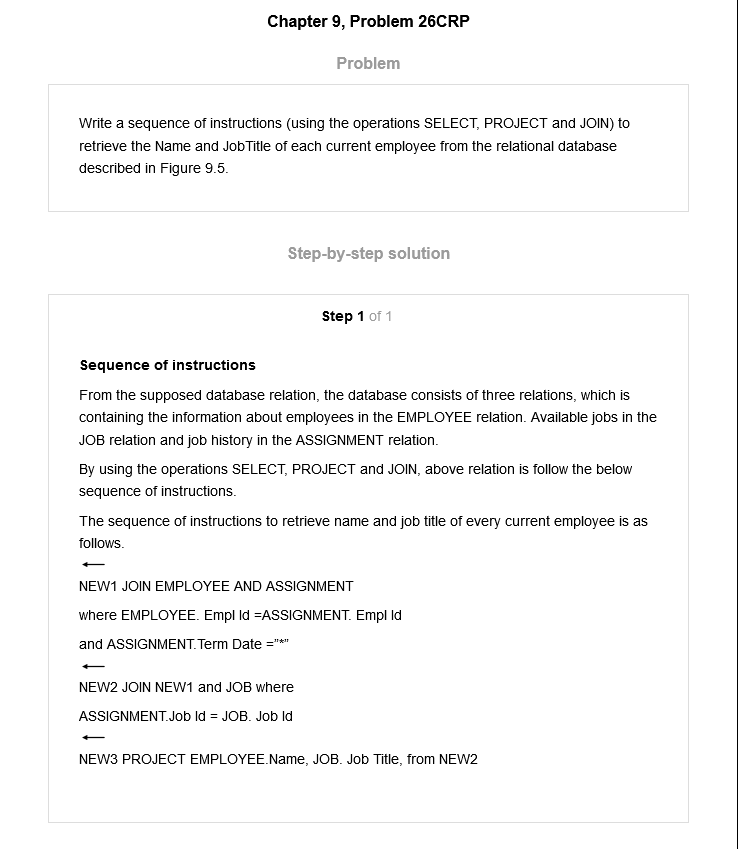 Chapter 9, Problem 26CRP
Problem
Write a sequence of instructions (using the operations SELECT, PROJECT and JOIN) to
retrieve the Name and JobTitle of each current employee from the relational database
described in Figure 9.5.
Step-by-step solution
Step 1 of 1
Sequence of instructions
From the supposed database relation, the database consists of three relations, which is
containing the information about employees in the EMPLOYEE relation. Available jobs in the
JOB relation and job history in the ASSIGNMENT relation.
By using the operations SELECT, PROJECT and JOIN, above relation is follow the below
sequence of instructions.
The sequence of instructions to retrieve name and job title of every current employee is as
follows.
←
NEW1 JOIN EMPLOYEE AND ASSIGNMENT
where EMPLOYEE. Empl Id =ASSIGNMENT. Empl Id
and ASSIGNMENT.Term Date =”*”
←
NEW2 JOIN NEW1 and JOB where
ASSIGNMENT.Job Id = JOB. Job Id
←
NEW3 PROJECT EMPLOYEE.Name, JOB. Job Title, from NEW2